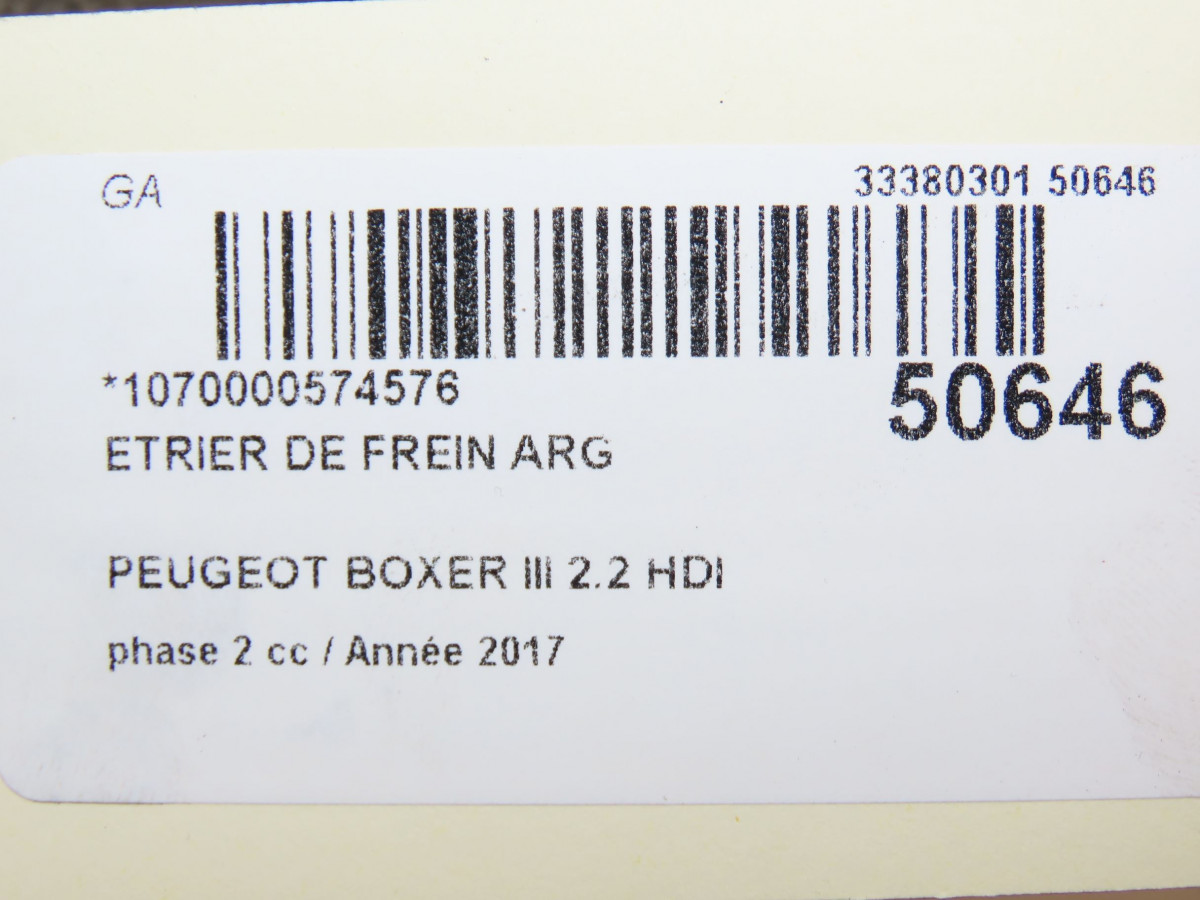 GA
33380301 50646
*1070000574576
50646
ETRIER DE FREIN ARG
PEUGEOT BOXER III 2.2 HDI
phase 2 cc / Année 2017